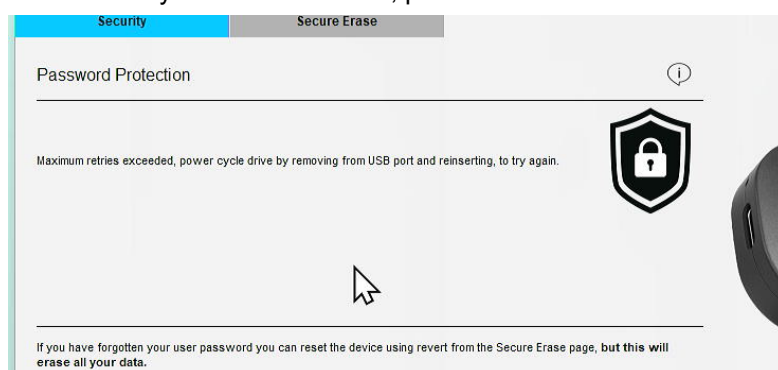 Security
Secure Erase
Password Protection
Maximum retries exceeded, power cycle drive by removing from USB port and reinserting, to try again.
If you have forgotten your user password you can reset the device using revert from the Secure Erase page, but this will
erase all your data.